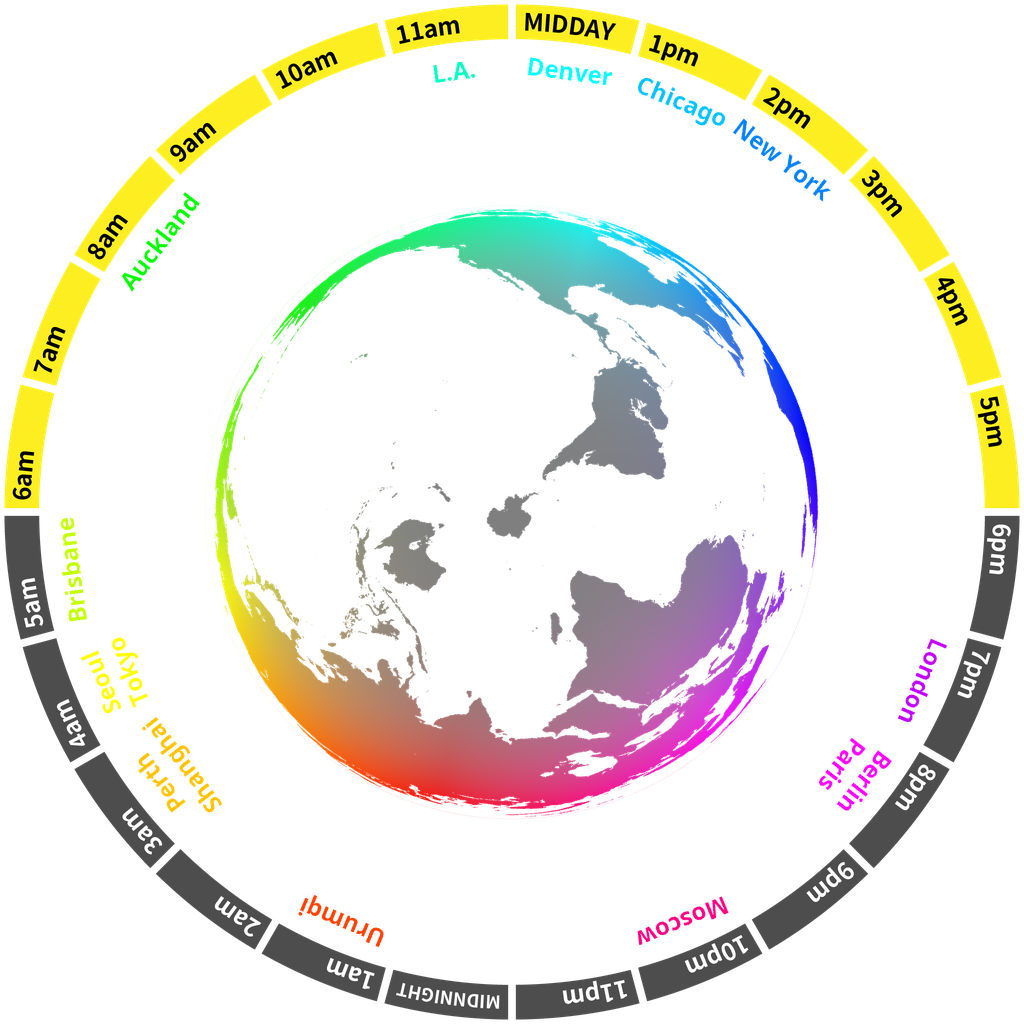 MIDDAY
1pm
2pm
3pm
4pm
5pm
6pm
7pm
8pm
9pm
10pm
11pm
MIDNNIGHT
1am
2am
3am
4am
5am
6am
7am
8am
9am
10am
11am
Denver
Chicago
New York
London
Berlin
Paris
Moscow
Urumqi
Shanghai
Perth
Tokyo
Seoul
Brisbane
Auckland
L.A.